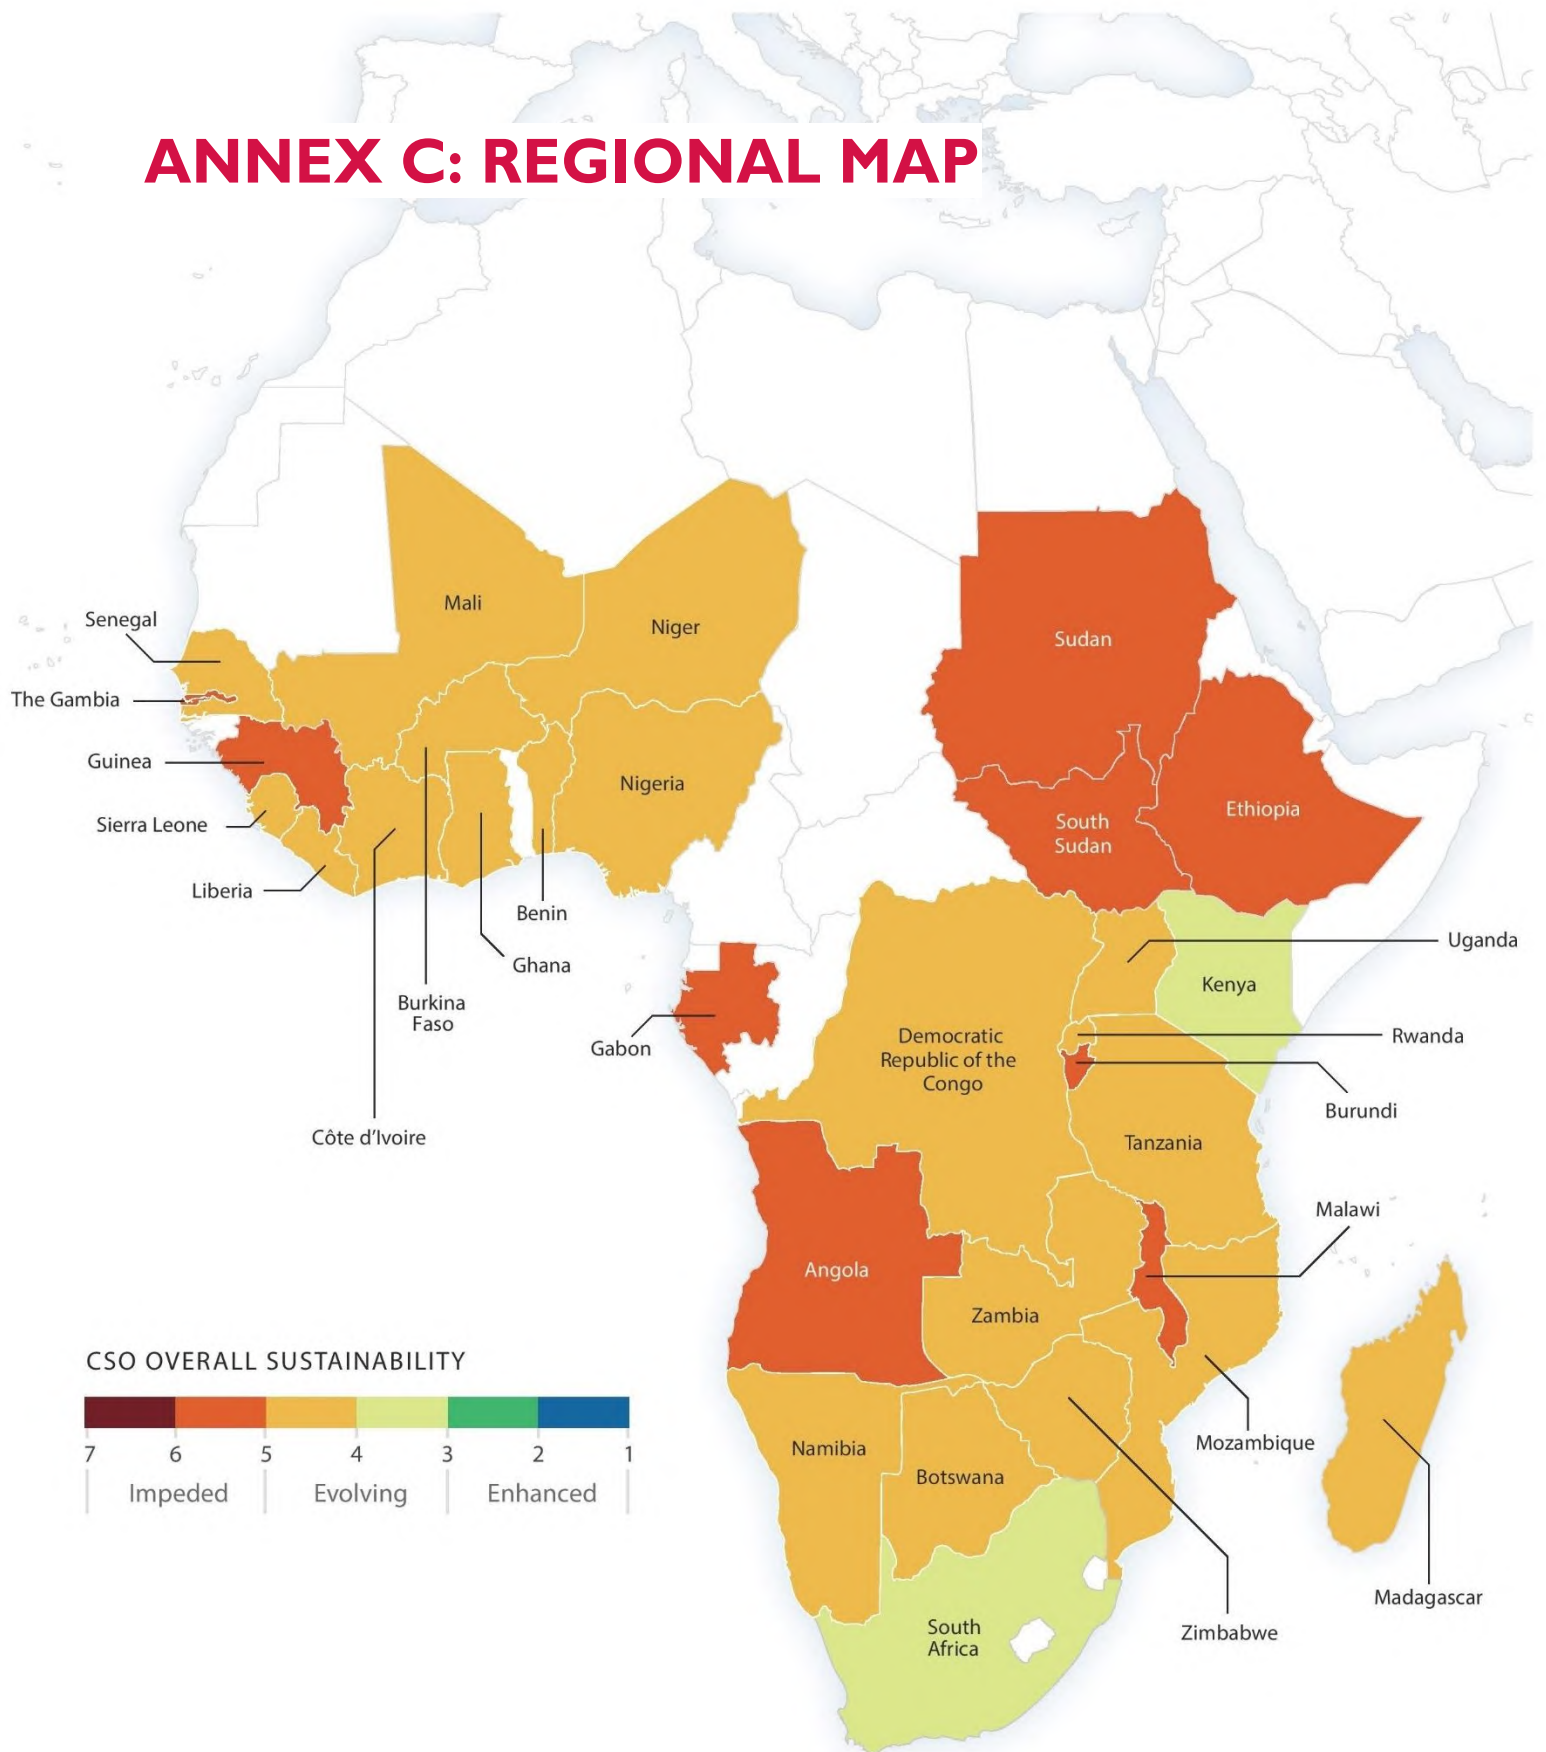 ANNEX C: REGIONAL MAP
Mali
Niger
Senegal
Sudan
The Gambia
Guinea
Nigeria
Sierra Leone
South
Sudan
Ethiopia
Liberia
Benin
Ghana
Uganda
Kenya
Burkina
Faso
Gabon
Democratic
Republic of the
Congo
Rwanda
Burundi
Côte d'Ivoire
Tanzania
Malawi
Angola
Zambia
CSO OVERALL SUSTAINABILITY
7 6 5 4 3 2 1
Impeded Evolving Enhanced
Namibia
Botswana
Mozambique
Madagascar
South
Africa
Zimbabwe